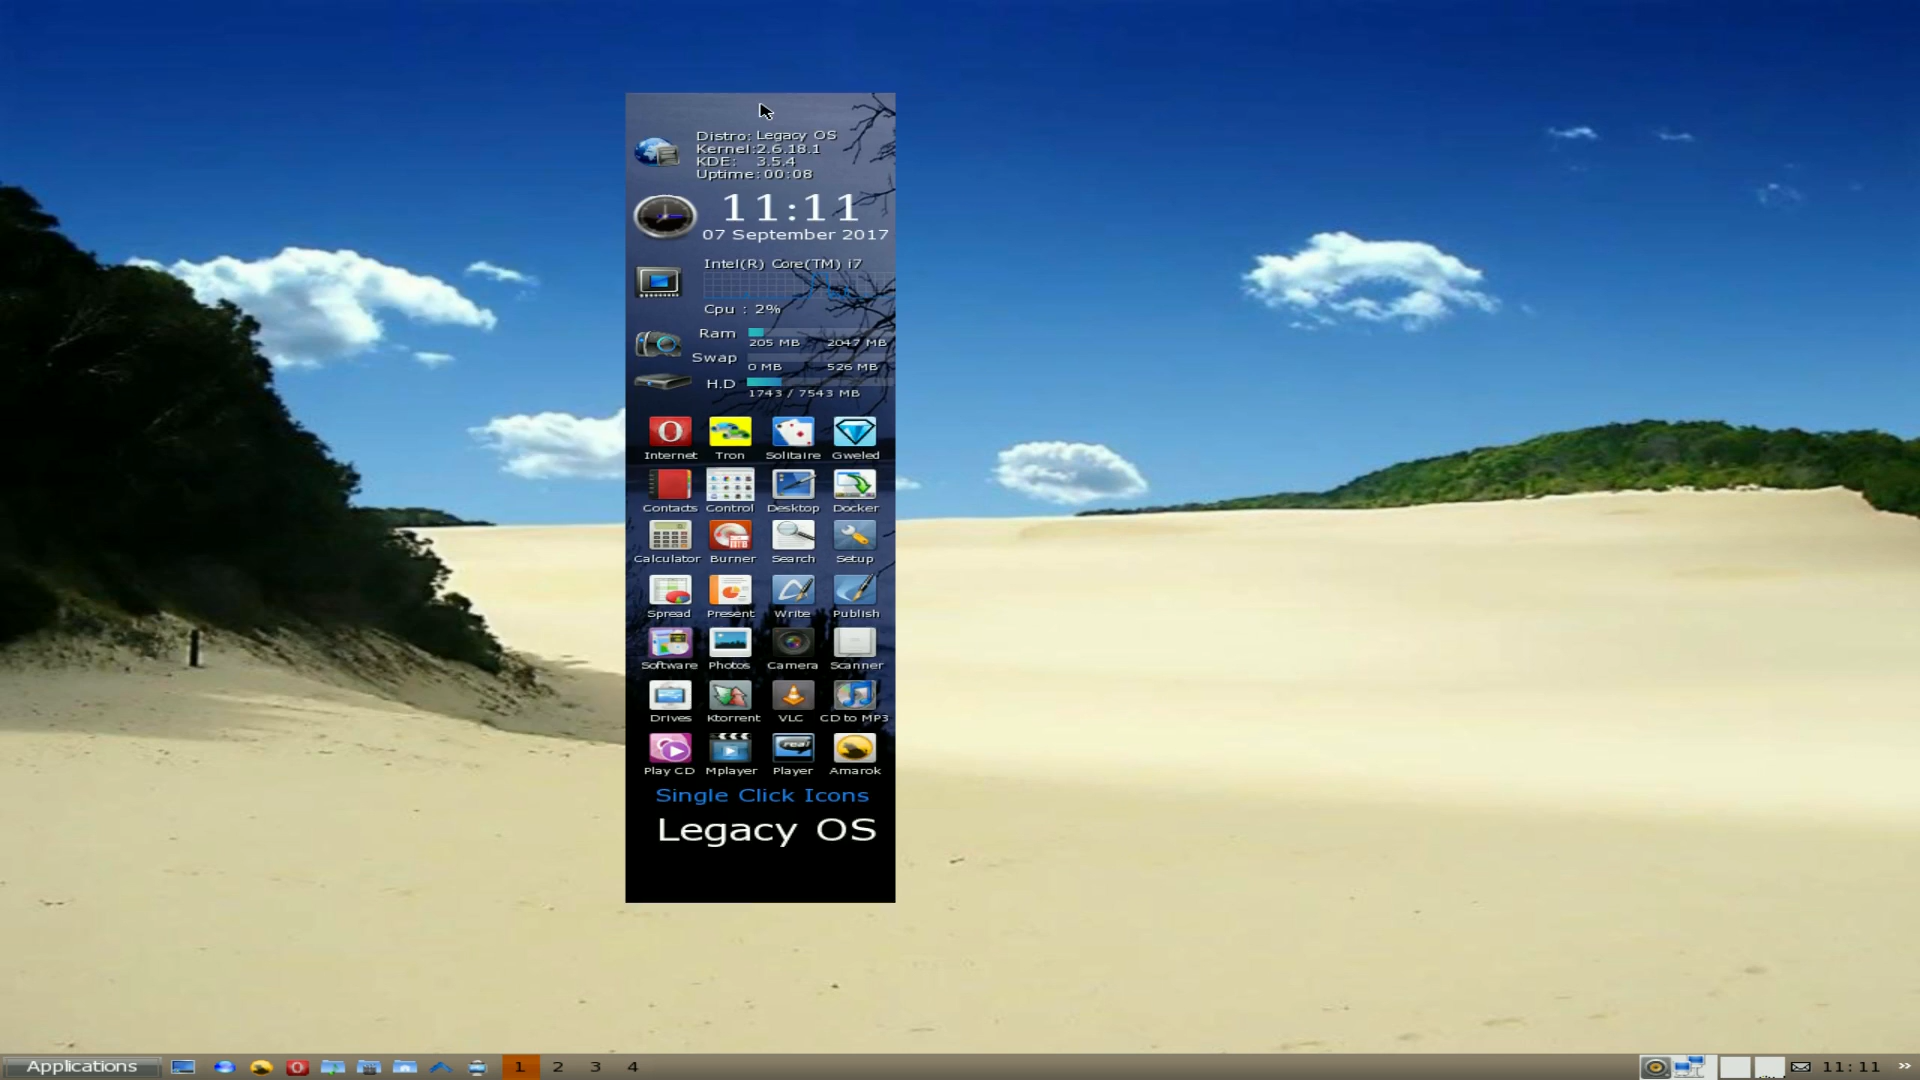 Distro: Legacy OS
Kernel:2.6.18.1
KDE: 3.5.4
Uptime:00:08
11:11
07 September 2017
Intel(R) Core(TM) i7
Cpu : 2%
Ram
205 MB 2047 MB
Swap
0 MB 526 MB
H.D
1743 / 7543 MB
Internet Tron Solitaire Gweled
Contacts Control Desktop Docker
Calculator Burner Search Setup
Spread Present Write Publish
Software Photos Camera Scanner
Drives Ktorrent VLC CD to MP3
real
Play CD Mplayer Player Amarok
Single Click Icons
Legacy OS
Applications 1 2 3 4 11:11